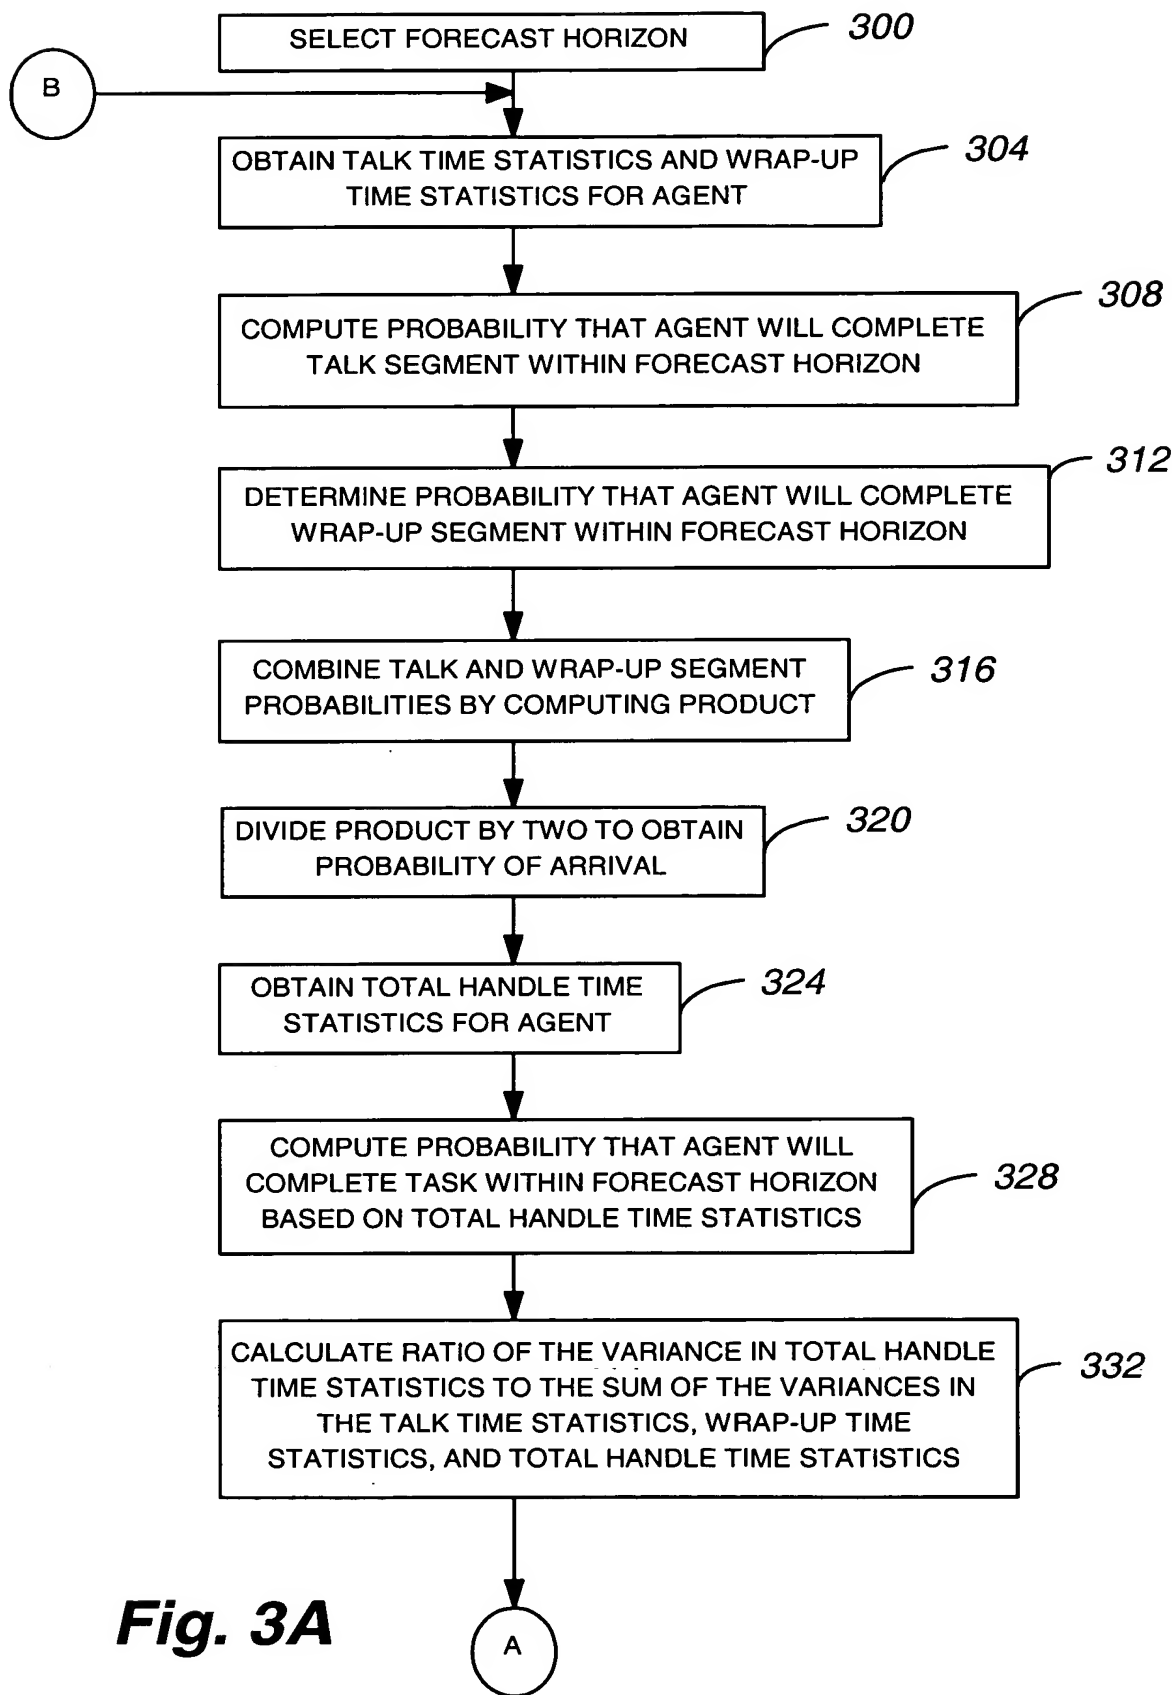 SELECT FORECAST HORIZON
300
B
OBTAIN TALK TIME STATISTICS AND WRAP-UP
TIME STATISTICS FOR AGENT
304
COMPUTE PROBABILITY THAT AGENT WILL COMPLETE
TALK SEGMENT WITHIN FORECAST HORIZON
308
DETERMINE PROBABILITY THAT AGENT WILL COMPLETE
WRAP-UP SEGMENT WITHIN FORECAST HORIZON
312
COMBINE TALK AND WRAP-UP SEGMENT
PROBABILITIES BY COMPUTING PRODUCT
316
DIVIDE PRODUCT BY TWO TO OBTAIN
PROBABILITY OF ARRIVAL
320
OBTAIN TOTAL HANDLE TIME
STATISTICS FOR AGENT
324
COMPUTE PROBABILITY THAT AGENT WILL
COMPLETE TASK WITHIN FORECAST HORIZON
BASED ON TOTAL HANDLE TIME STATISTICS
328
CALCULATE RATIO OF THE VARIANCE IN TOTAL HANDLE
TIME STATISTICS TO THE SUM OF THE VARIANCES IN
THE TALK TIME STATISTICS, WRAP-UP TIME
STATISTICS, AND TOTAL HANDLE TIME STATISTICS
332
Fig. 3A
A